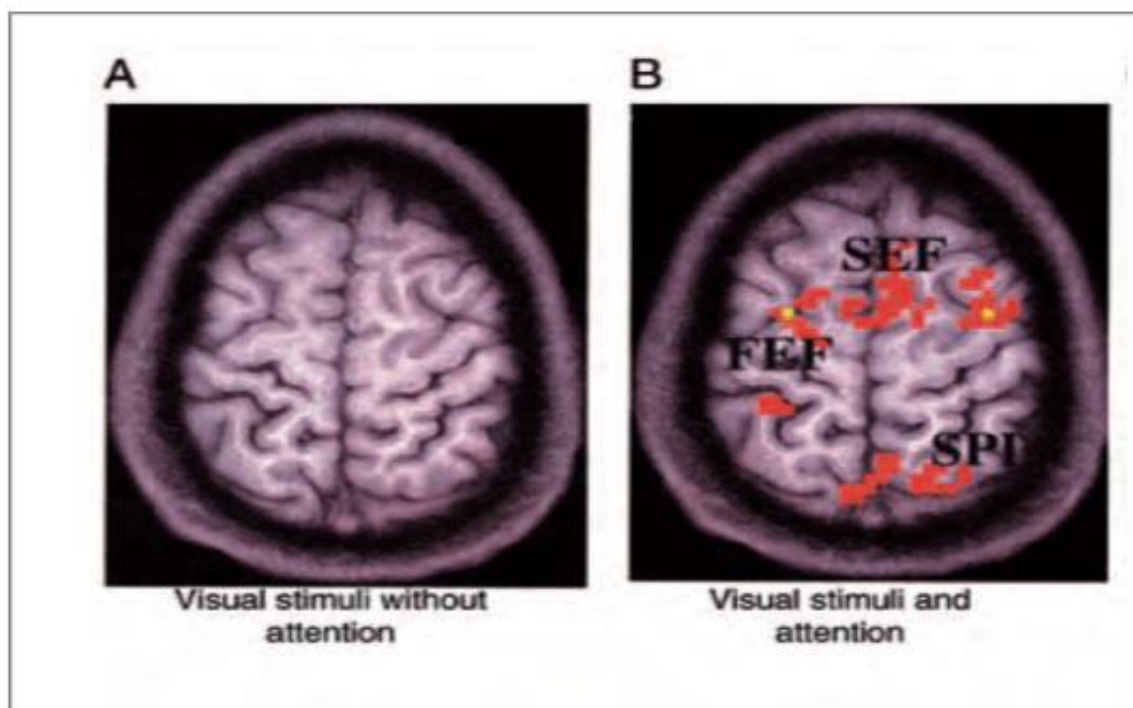 A
B
SEF
FEF
SPL
Visual stimuli without
attention
Visual stimuli and
attention